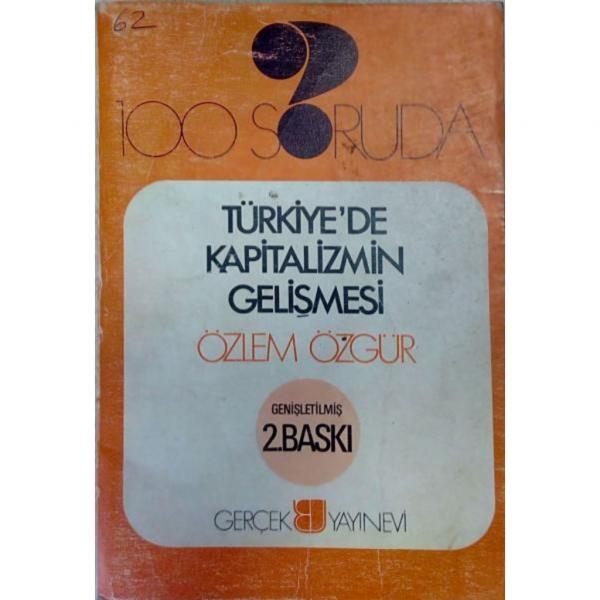 62
100 SORUDA
TÜRKİYE'DE
KAPİTALİZMİN
GELİŞMESİ
ÖZLEM ÖZGÜR
GENİŞLETİLMİŞ
2.BASKI
GERÇEK YAYINEVİ